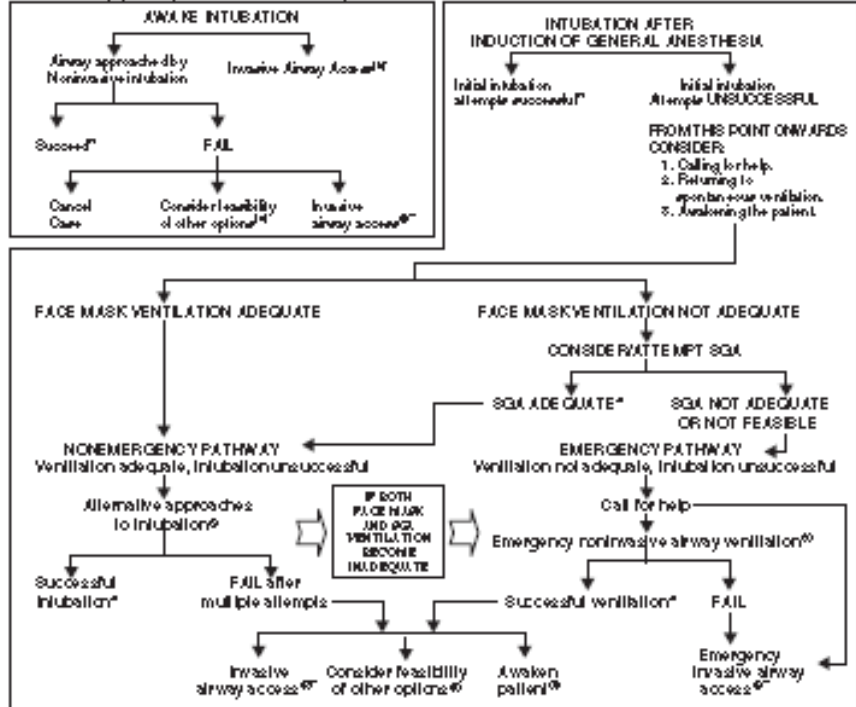 AWAKE INTUBATION
Airway approached by
Noninvasive intubation
Invasive Airway Access
Succeed*
FAIL
Cancel
Case
Consider feasibility
of other options
Invasive
airway access
INTUBATION AFTER
INDUCTION OF GENERAL ANESTHESIA
Initial intubation
attempts successful*
Initial intubation
Attempts UNSUCCESSFUL
FROM THIS POINT ONWARDS
CONSIDER:
1. Calling for help.
2. Returning to
spontaneous ventilation.
3. Awakening the patient.
FACE MASK VENTILATION ADEQUATE
FACE MASK VENTILATION NOT ADEQUATE
CONSIDER/ATTEMPT SGA
SGA ADEQUATE*
SGA NOT ADEQUATE
OR NOT FEASIBLE
NONEMERGENCY PATHWAY
Ventilation adequate, intubation unsuccessful
EMERGENCY PATHWAY
Ventilation not adequate, intubation unsuccessful
Alternative approaches
to intubation
IF BOTH
FACE MASK
AND SGA
VENTILATION
BECOME
INADEQUATE
Call for help
Emergency noninvasive airway ventilation
Successful
intubation*
FAIL after
multiple attempts
Successful ventilation*
FAIL
Invasive
airway access
Consider feasibility
of other options
Awaken
patient
Emergency
invasive airway
access